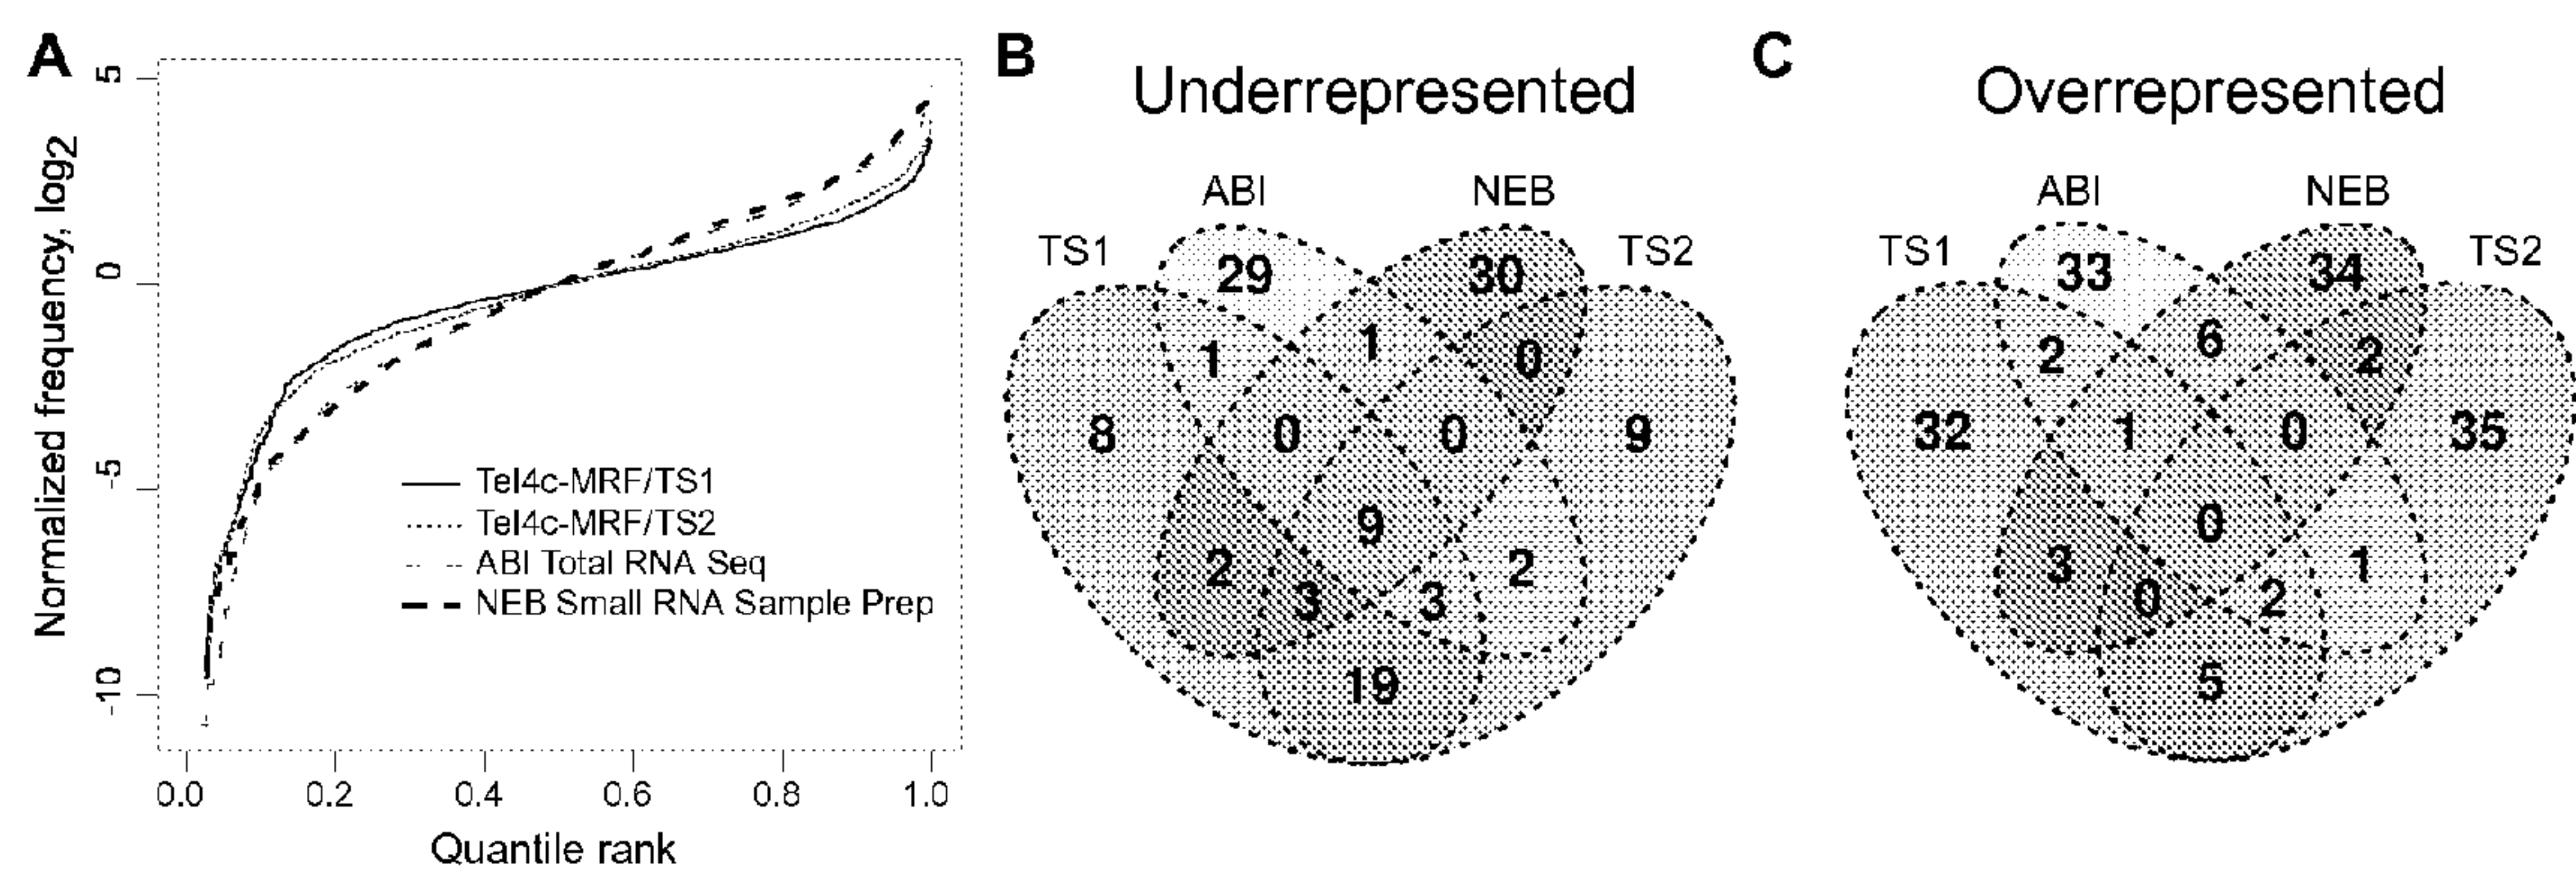 A
Normalized frequency, log2
5
0
-5
-10
0.0 0.2 0.4 0.6 0.8 1.0
Quantile rank
TeI4c-MRF/TS1
TeI4c-MRF/TS2
ABI Total RNA Seq
NEB Small RNA Sample Prep
B
Underrepresented
ABI NEB
TS1 TS2
29 30
1 1 0
8 0 0 9
9
2 3 3 2
19
C
Overrepresented
ABI NEB
TS1 TS2
33 34
2 6 2
32 1 0 35
0
3 0 2 1
5